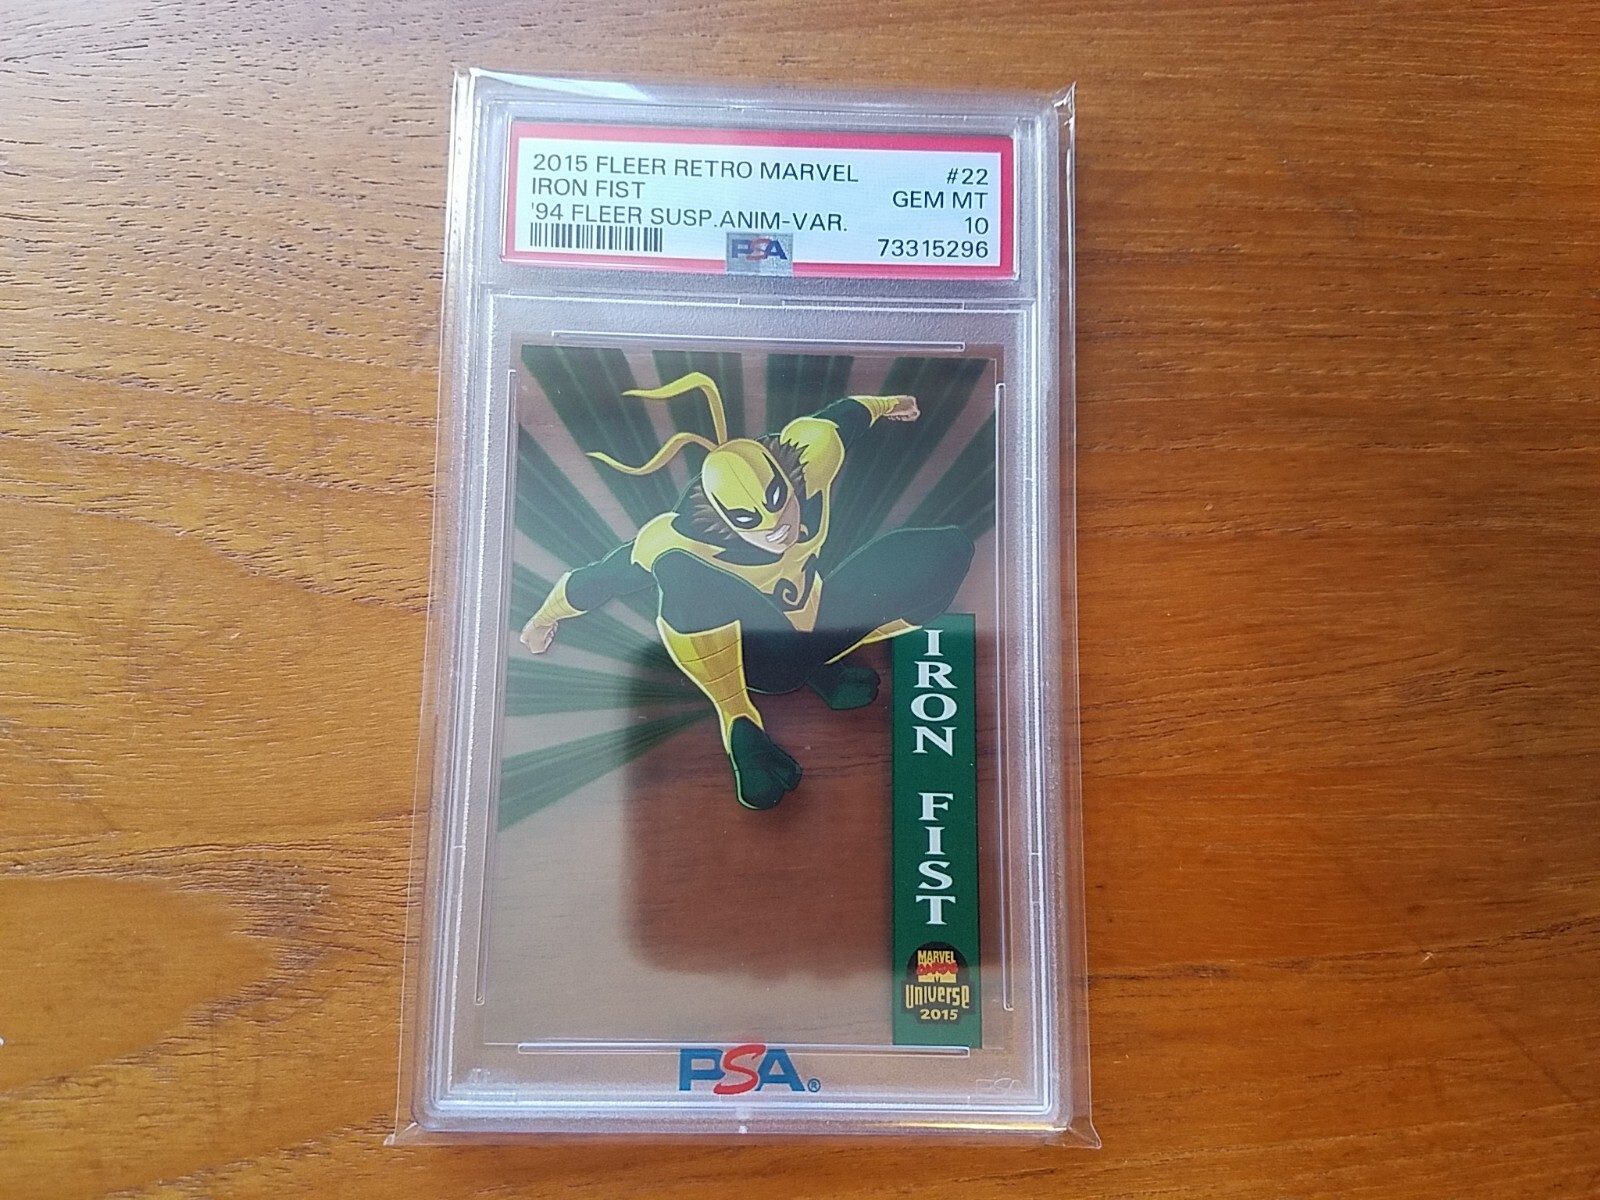 2015 FLEER RETRO MARVEL #22
IRON FIST GEM MT
'94 FLEER SUSP.ANIM-VAR. 10
PSA 73315296
IRON FIST
MARVEL
UNIVERSE
2015
PSA®